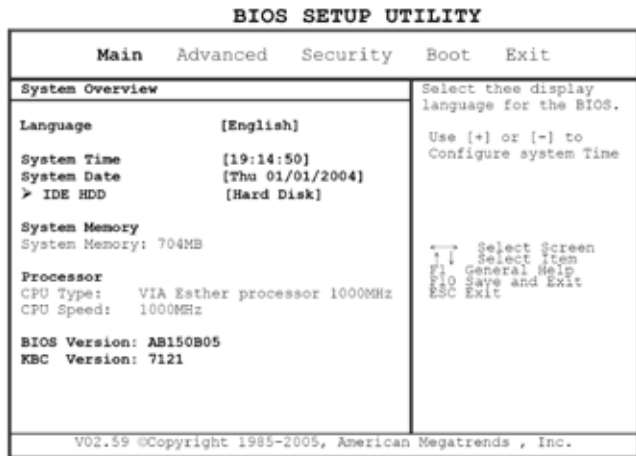 BIOS SETUP UTILITY
Main Advanced Security Boot Exit
System Overview
Language [English]
System Time [19:14:50]
System Date [Thu 01/01/2004]
➢ IDE HDD [Hard Disk]
System Memory
System Memory: 704MB
Processor
CPU Type: VIA Esther processor 1000MHz
CPU Speed: 1000MHz
BIOS Version: AB150B05
KBC Version: 7121
Select thee display
language for the BIOS.
Use [+] or [-] to
Configure system Time
←→ Select Screen
↑↓ Select Item
F1 General Help
F10 Save and Exit
ESC Exit
V02.59 ©Copyright 1985-2005, American Megatrends , Inc.